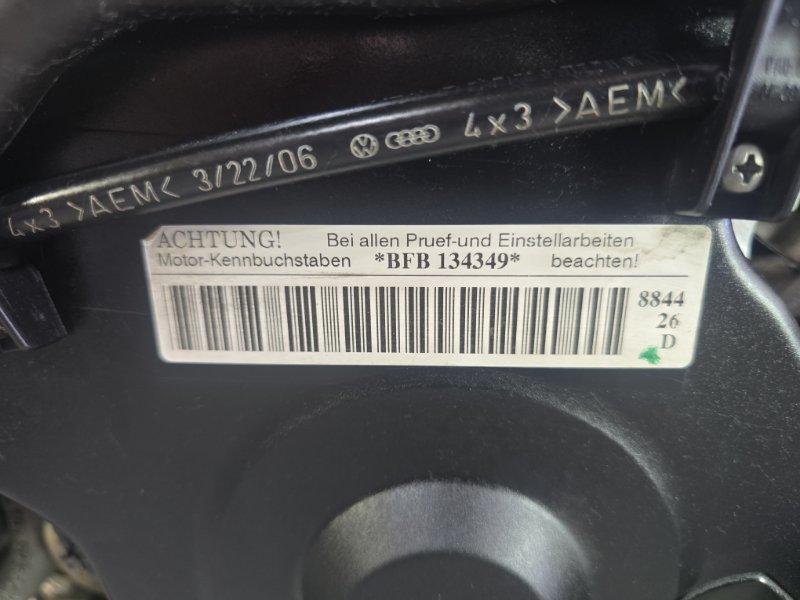 4x3 >AEM< 3/22/06 4x3 >AEM<
ACHTUNG! Bei allen Pruef-und Einstellarbeiten
Motor-Kennbuchstaben *BFB 134349* beachten!
8844
26
D